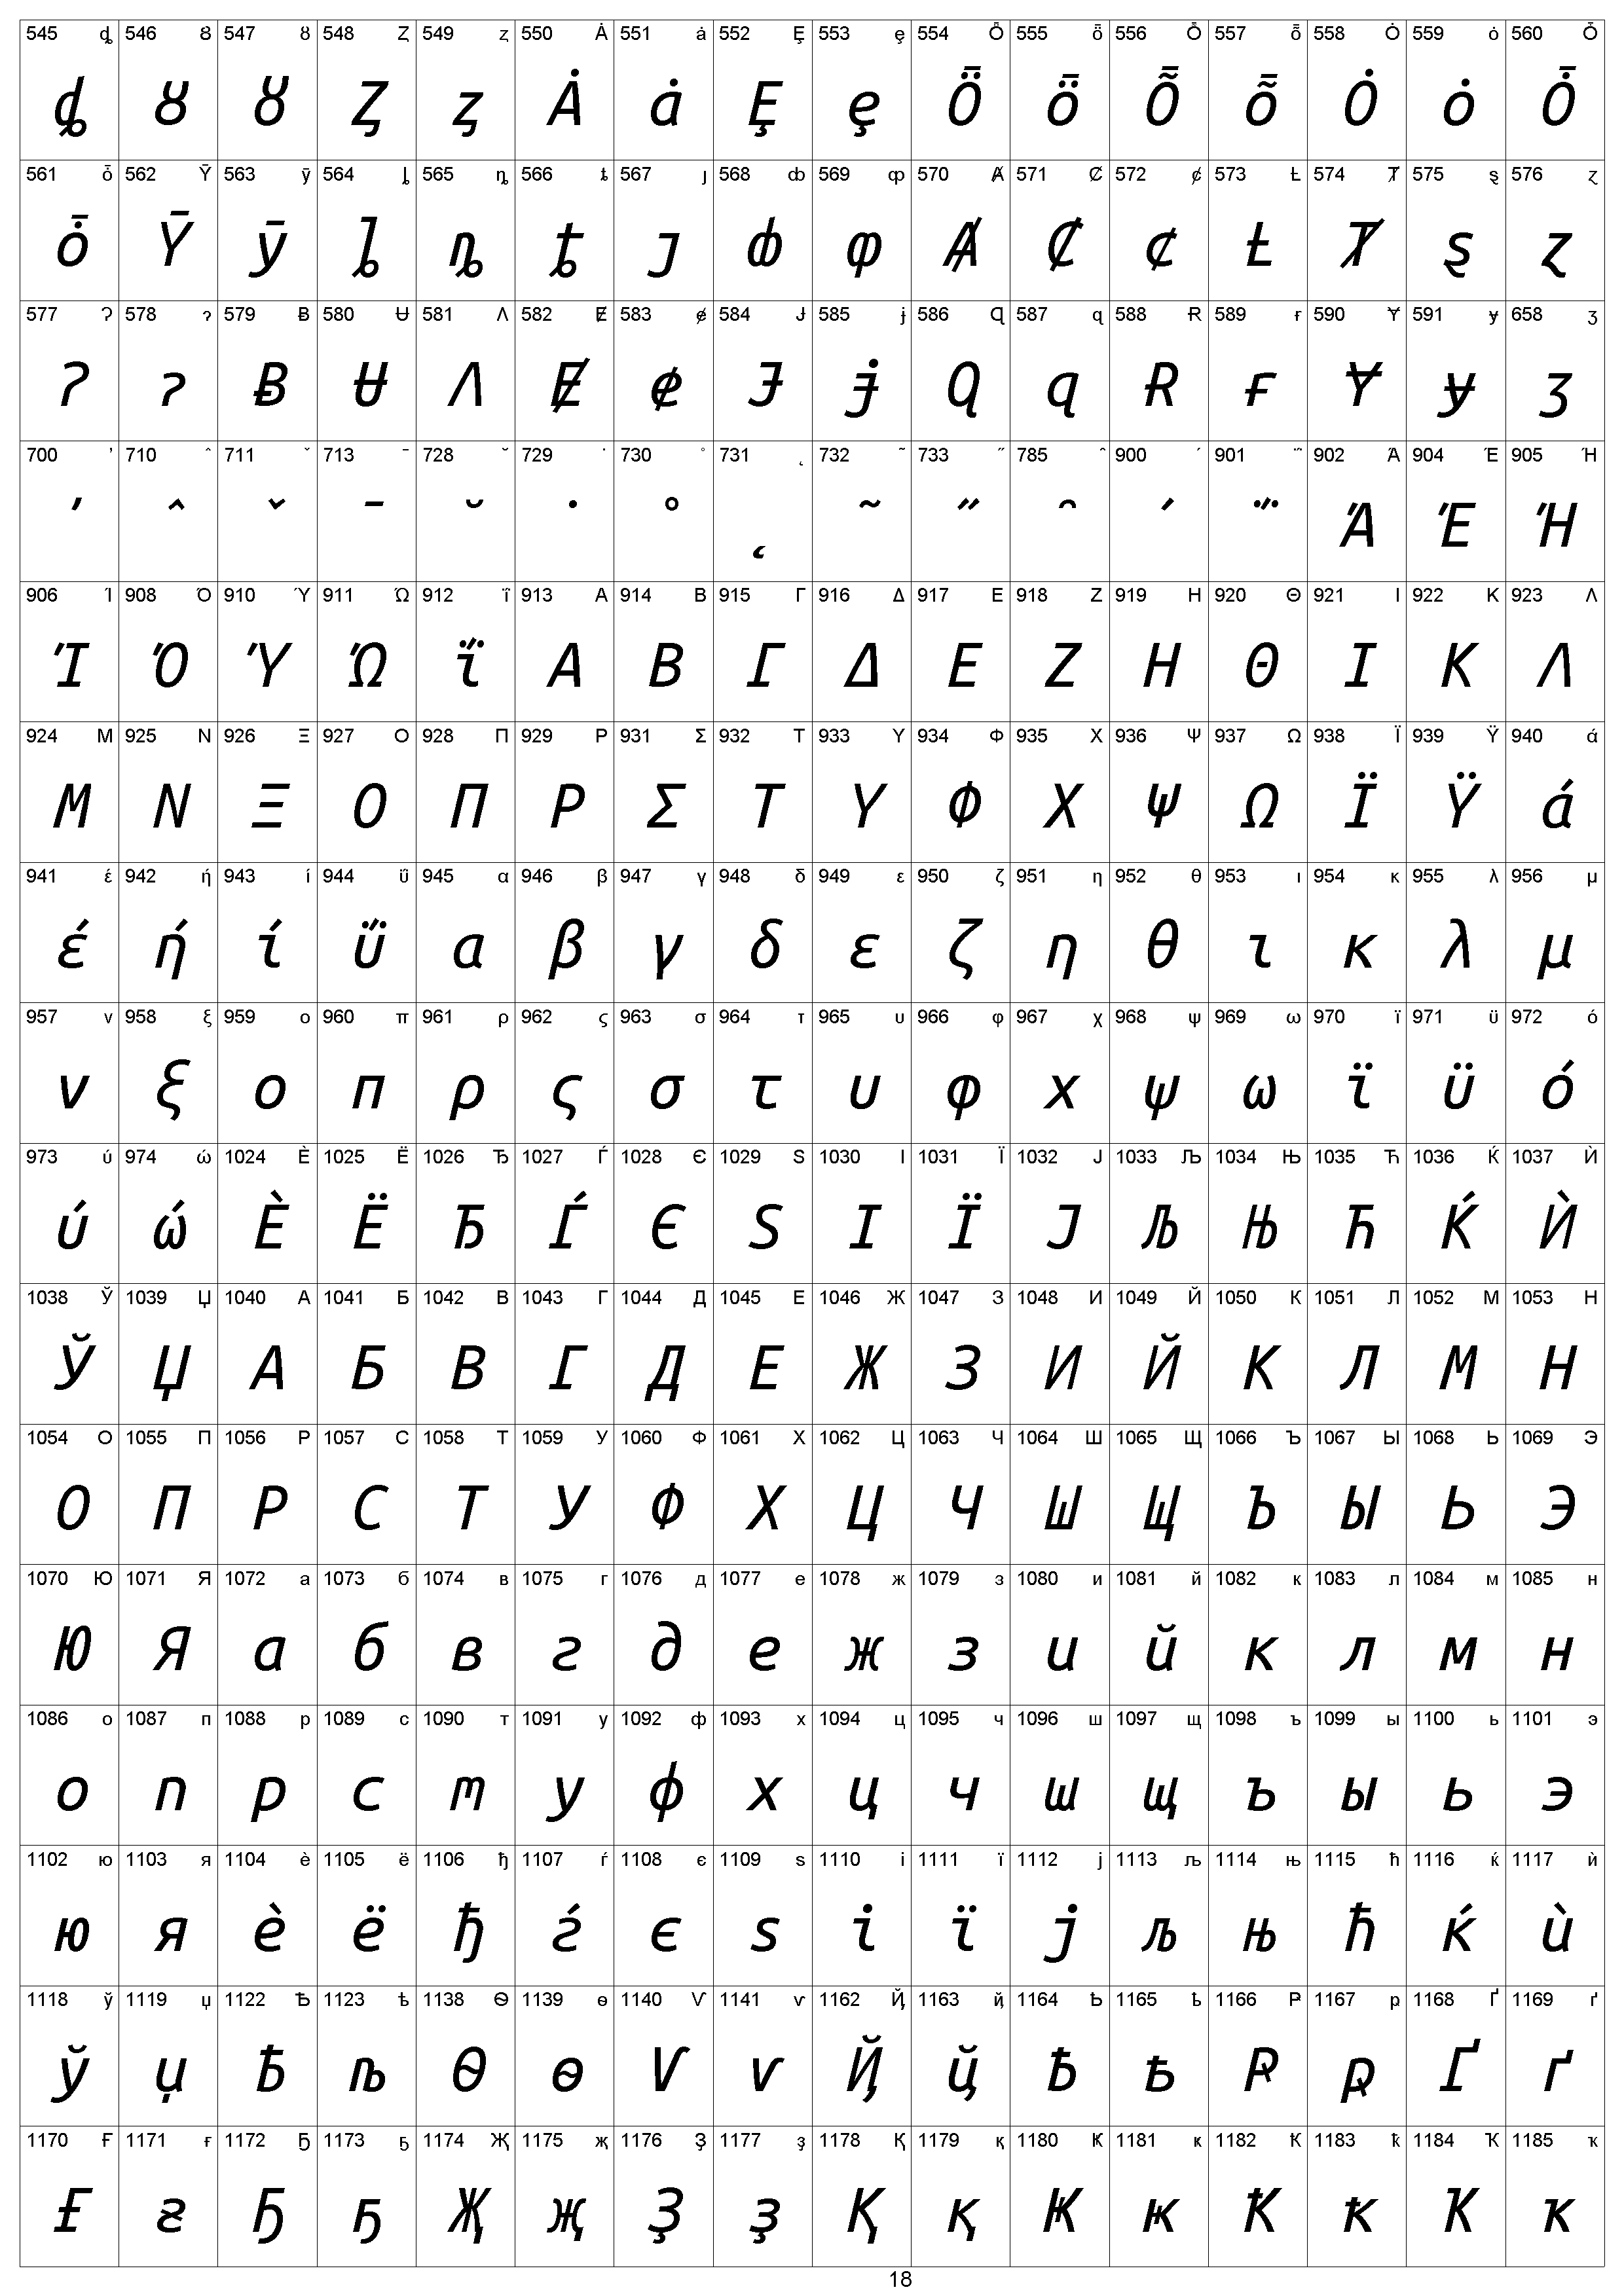 545 ȡ 546 Ȣ 547 ȣ 548 Ȥ 549 ȥ 550 Ȧ 551 ȧ 552 Ȩ 553 ȩ 554 Ȫ 555 ȫ 556 Ȭ 557 ȭ 558 Ȯ 559 ȯ 560 Ȱ
ȡ Ȣ ȣ Ȥ ȥ Ȧ ȧ Ȩ ȩ Ȫ ȫ Ȭ ȭ Ȯ ȯ Ȱ
561 ȱ 562 Ȳ 563 ȳ 564 ȴ 565 ȵ 566 ȶ 567 ȷ 568 ȸ 569 ȹ 570 Ⱥ 571 Ȼ 572 ȼ 573 Ƚ 574 Ⱦ 575 ȿ 576 ɀ
ȱ Ȳ ȳ ȴ ȵ ȶ ȷ ȸ ȹ Ⱥ Ȼ ȼ Ƚ Ⱦ ȿ ɀ
577 Ɂ 578 ɂ 579 Ƀ 580 Ʉ 581 Ʌ 582 Ɇ 583 ɇ 584 Ɉ 585 ɉ 586 Ɋ 587 ɋ 588 Ɍ 589 ɍ 590 Ɏ 591 ɏ 658 ʒ
Ɂ ɂ Ƀ Ʉ Ʌ Ɇ ɇ Ɉ ɉ Ɋ ɋ Ɍ ɍ Ɏ ɏ ʒ
700 ʼ 710 ˆ 711 ˇ 713 ˉ 728 ˘ 729 ˙ 730 ˚ 731 ˛ 732 ˜ 733 ˝ 785 ̑ 900 ΄ 901 ΅ 902 Ά 904 Έ 905 Ή
ʼ ˆ ˇ ˉ ˘ ˙ ˚ ˛ ˜ ˝ ̑ ΄ ΅ Ά Έ Ή
906 Ί 908 Ό 910 Ύ 911 Ώ 912 ΐ 913 Α 914 Β 915 Γ 916 Δ 917 Ε 918 Ζ 919 Η 920 Θ 921 Ι 922 Κ 923 Λ
Ί Ό Ύ Ώ ΐ Α Β Γ Δ Ε Ζ Η Θ Ι Κ Λ
924 Μ 925 Ν 926 Ξ 927 Ο 928 Π 929 Ρ 931 Σ 932 Τ 933 Υ 934 Φ 935 Χ 936 Ψ 937 Ω 938 Ϊ 939 Ϋ 940 ά
Μ Ν Ξ Ο Π Ρ Σ Τ Υ Φ Χ Ψ Ω Ϊ Ϋ ά
941 έ 942 ή 943 ί 944 ΰ 945 α 946 β 947 γ 948 δ 949 ε 950 ζ 951 η 952 θ 953 ι 954 κ 955 λ 956 μ
έ ή ί ΰ α β γ δ ε ζ η θ ι κ λ μ
957 ν 958 ξ 959 ο 960 π 961 ρ 962 ς 963 σ 964 τ 965 υ 966 φ 967 χ 968 ψ 969 ω 970 ϊ 971 ϋ 972 ό
ν ξ ο π ρ ς σ τ υ φ χ ψ ω ϊ ϋ ό
973 ύ 974 ώ 1024 Ѐ 1025 Ё 1026 Ђ 1027 Ѓ 1028 Є 1029 Ѕ 1030 І 1031 Ї 1032 Ј 1033 Љ 1034 Њ 1035 Ћ 1036 Ќ 1037 Ѝ
ύ ώ Ѐ Ё Ђ Ѓ Є Ѕ І Ї Ј Љ Њ Ћ Ќ Ѝ
1038 Ў 1039 Џ 1040 А 1041 Б 1042 В 1043 Г 1044 Д 1045 Е 1046 Ж 1047 З 1048 И 1049 Й 1050 К 1051 Л 1052 М 1053 Н
Ў Џ А Б В Г Д Е Ж З И Й К Л М Н
1054 О 1055 П 1056 Р 1057 С 1058 Т 1059 У 1060 Ф 1061 Х 1062 Ц 1063 Ч 1064 Ш 1065 Щ 1066 Ъ 1067 Ы 1068 Ь 1069 Э
О П Р С Т У Ф Х Ц Ч Ш Щ Ъ Ы Ь Э
1070 Ю 1071 Я 1072 а 1073 б 1074 в 1075 г 1076 д 1077 е 1078 ж 1079 з 1080 и 1081 й 1082 к 1083 л 1084 м 1085 н
Ю Я а б в г д е ж з и й к л м н
1086 о 1087 п 1088 р 1089 с 1090 т 1091 у 1092 ф 1093 х 1094 ц 1095 ч 1096 ш 1097 щ 1098 ъ 1099 ы 1100 ь 1101 э
о п р с т у ф х ц ч ш щ ъ ы ь э
1102 ю 1103 я 1104 ѐ 1105 ё 1106 ђ 1107 ѓ 1108 є 1109 ѕ 1110 і 1111 ї 1112 ј 1113 љ 1114 њ 1115 ћ 1116 ќ 1117 ѝ
ю я ѐ ё ђ ѓ є ѕ і ї ј љ њ ћ ќ ѝ
1118 ў 1119 џ 1122 Ѣ 1123 ѣ 1138 Ѳ 1139 ѳ 1140 Ѵ 1141 ѵ 1162 Ҋ 1163 ҋ 1164 Ҍ 1165 ҍ 1166 Ҏ 1167 ҏ 1168 Ґ 1169 ґ
ў џ Ѣ ѣ Ѳ ѳ Ѵ ѵ Ҋ ҋ Ҍ ҍ Ҏ ҏ Ґ ґ
1170 Ғ 1171 ғ 1172 Ҕ 1173 ҕ 1174 Җ 1175 җ 1176 Ҙ 1177 ҙ 1178 Қ 1179 қ 1180 Ҝ 1181 ҝ 1182 Ҟ 1183 ҟ 1184 Ҡ 1185 ҡ
Ғ ғ Ҕ ҕ Җ җ Ҙ ҙ Қ қ Ҝ ҝ Ҟ ҟ Ҡ ҡ
18